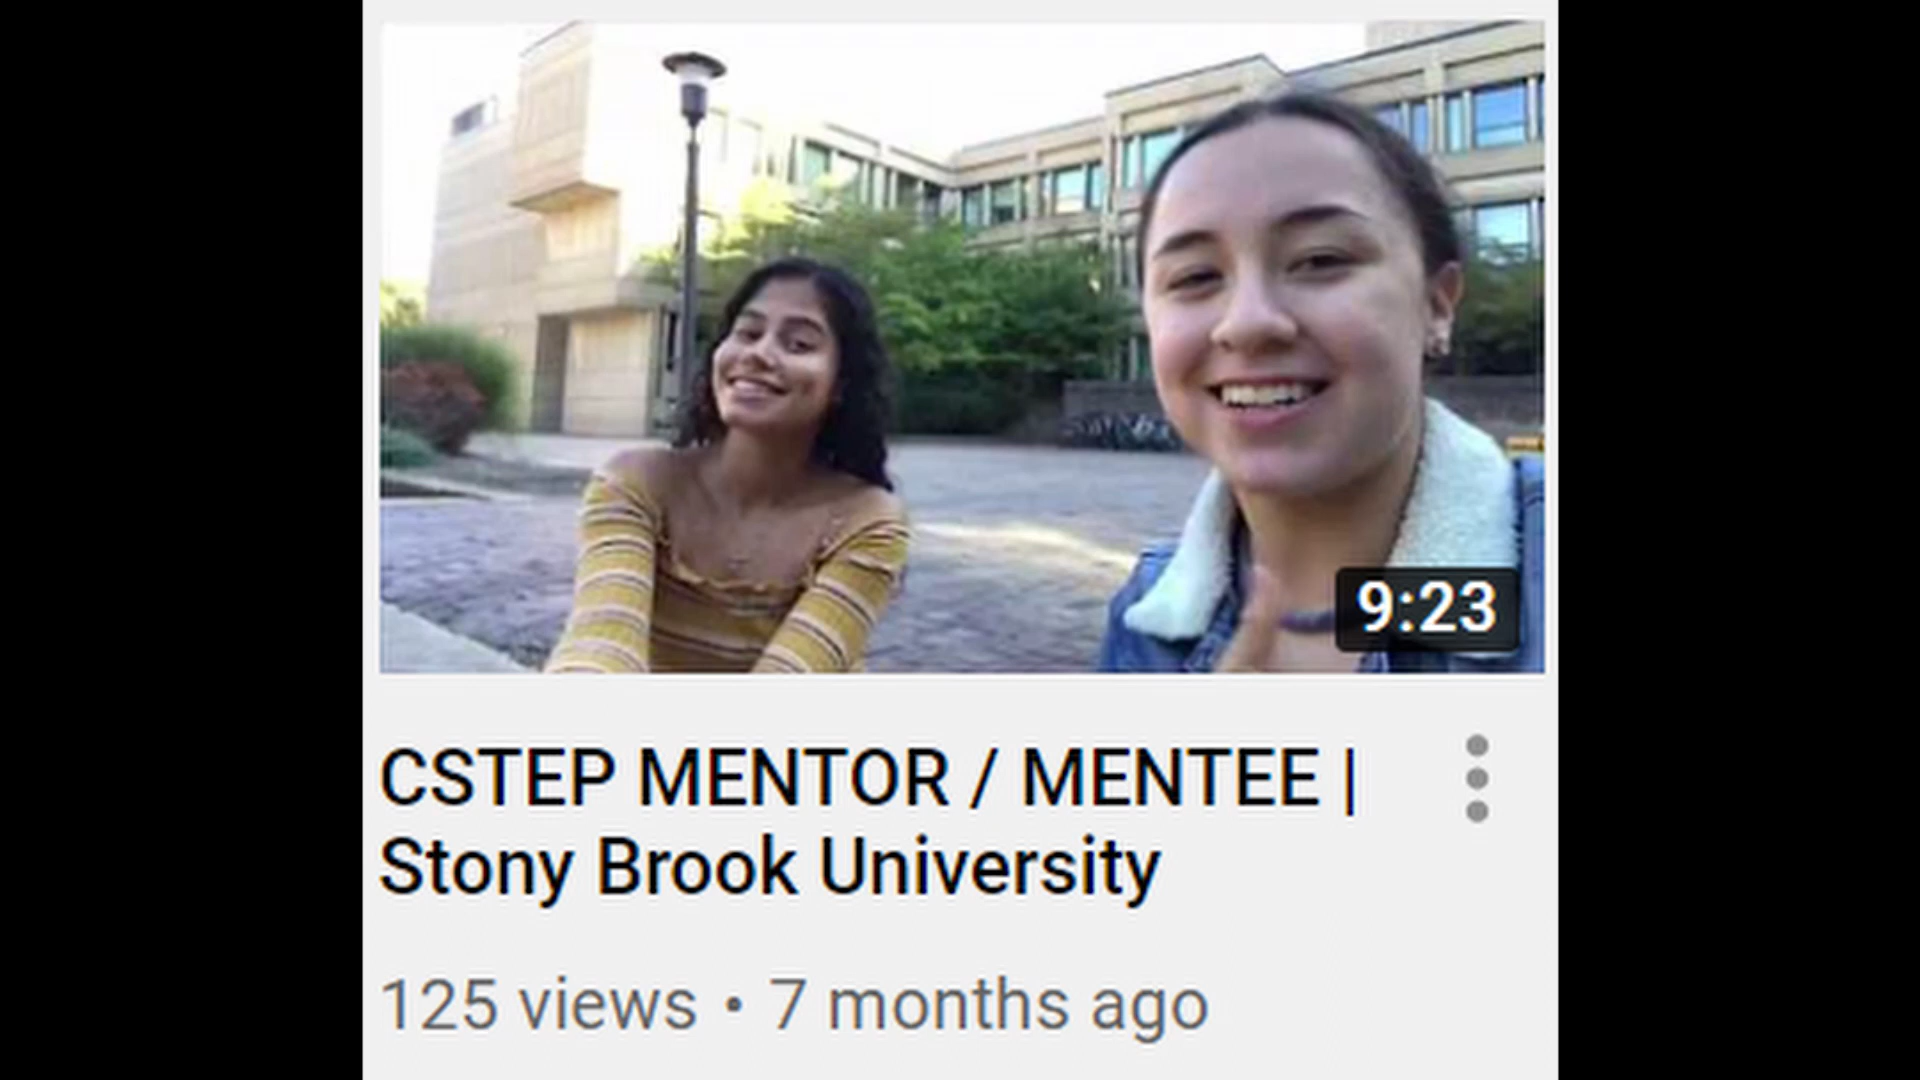 9:23
CSTEP MENTOR / MENTEE |
Stony Brook University
125 views • 7 months ago